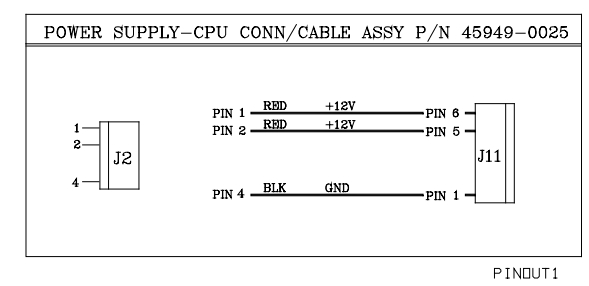 POWER SUPPLY-CPU CONN/CABLE ASSY P/N 45949-0025
PIN 1 RED +12V PIN 6
PIN 2 RED +12V PIN 5
1
2
4
J2
J11
PIN 4 BLK GND PIN 1
PINOUT1